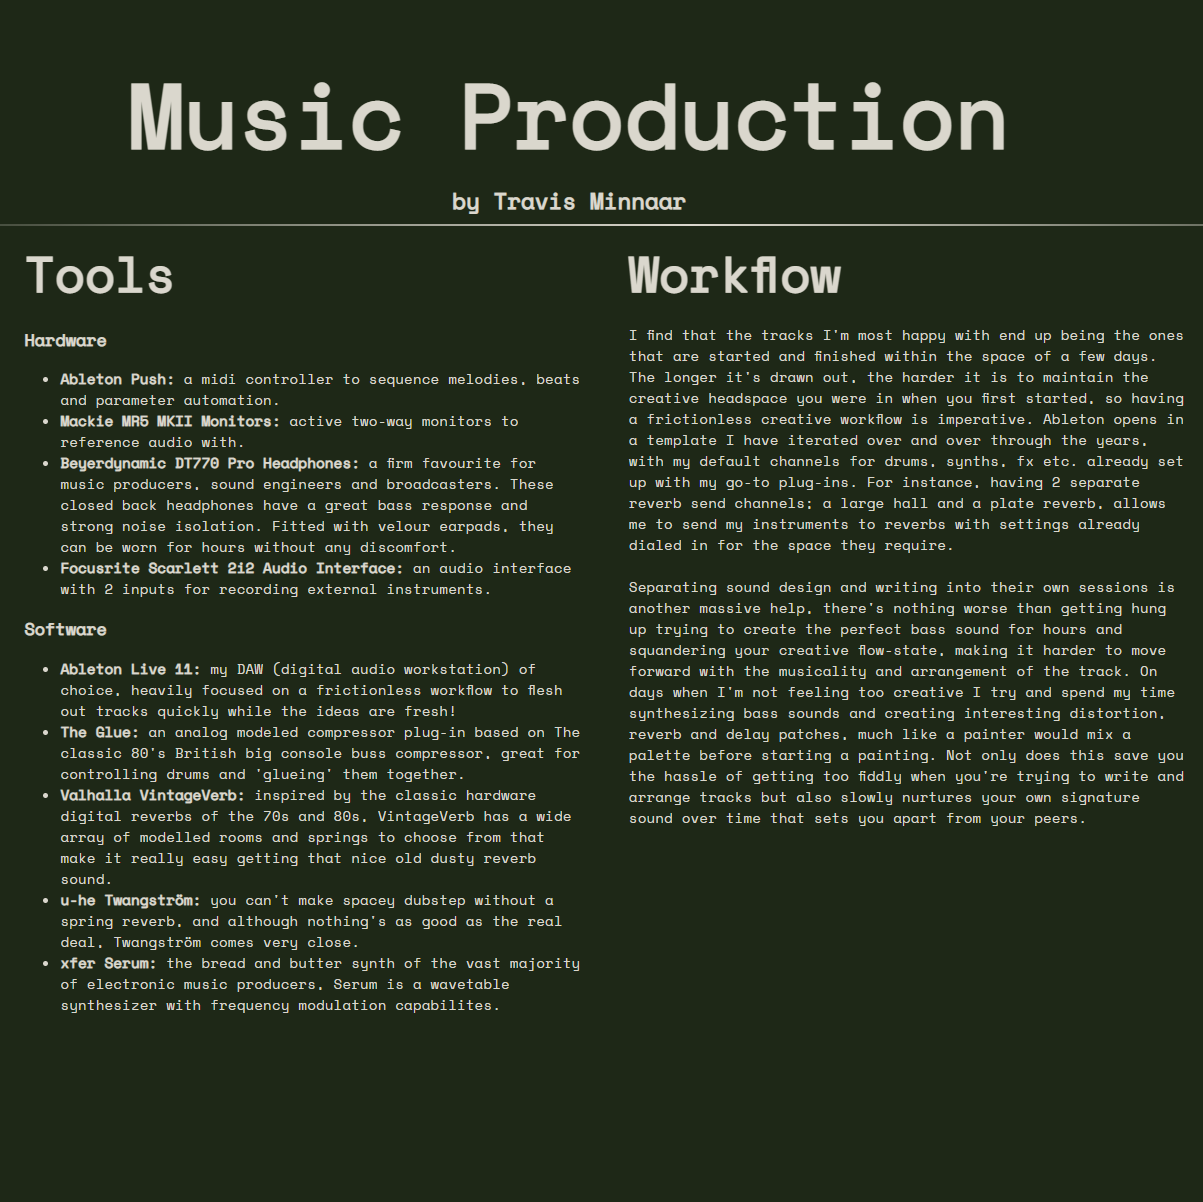 Music Production
by Travis Minnaar
Tools
Hardware
Ableton Push: a midi controller to sequence melodies, beats
and parameter automation.
Mackie MR5 MKII Monitors: active two-way monitors to
reference audio with.
Beyerdynamic DT770 Pro Headphones: a firm favourite for
music producers, sound engineers and broadcasters. These
closed back headphones have a great bass response and
strong noise isolation. Fitted with velour earpads, they
can be worn for hours without any discomfort.
Focusrite Scarlett 2i2 Audio Interface: an audio interface
with 2 inputs for recording external instruments.
Software
Ableton Live 11: my DAW (digital audio workstation) of
choice, heavily focused on a frictionless workflow to flesh
out tracks quickly while the ideas are fresh!
The Glue: an analog modeled compressor plug-in based on The
classic 80's British big console buss compressor, great for
controlling drums and 'glueing' them together.
Valhalla VintageVerb: inspired by the classic hardware
digital reverbs of the 70s and 80s, VintageVerb has a wide
array of modelled rooms and springs to choose from that
make it really easy getting that nice old dusty reverb
sound.
u-he Twangström: you can't make spacey dubstep without a
spring reverb, and although nothing's as good as the real
deal, Twangström comes very close.
xfer Serum: the bread and butter synth of the vast majority
of electronic music producers, Serum is a wavetable
synthesizer with frequency modulation capabilites.
Workflow
I find that the tracks I'm most happy with end up being the ones
that are started and finished within the space of a few days.
The longer it's drawn out, the harder it is to maintain the
creative headspace you were in when you first started, so having
a frictionless creative workflow is imperative. Ableton opens in
a template I have iterated over and over through the years,
with my default channels for drums, synths, fx etc. already set
up with my go-to plug-ins. For instance, having 2 separate
reverb send channels; a large hall and a plate reverb, allows
me to send my instruments to reverbs with settings already
dialed in for the space they require.
Separating sound design and writing into their own sessions is
another massive help, there's nothing worse than getting hung
up trying to create the perfect bass sound for hours and
squandering your creative flow-state, making it harder to move
forward with the musicality and arrangement of the track. On
days when I'm not feeling too creative I try and spend my time
synthesizing bass sounds and creating interesting distortion,
reverb and delay patches, much like a painter would mix a
palette before starting a painting. Not only does this save you
the hassle of getting too fiddly when you're trying to write and
arrange tracks but also slowly nurtures your own signature
sound over time that sets you apart from your peers.